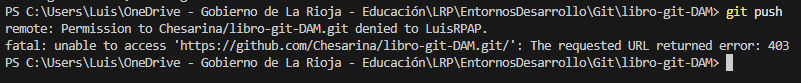 PS C:\Users\Luis\OneDrive - Gobierno de La Rioja - Educación\LRP\EntornosDesarrollo\Git\libro-git-DAM> git push
remote: Permission to Chesarina/libro-git-DAM.git denied to LuisRPAP.
fatal: unable to access 'https://github.com/Chesarina/libro-git-DAM.git/': The requested URL returned error: 403
PS C:\Users\Luis\OneDrive - Gobierno de La Rioja - Educación\LRP\EntornosDesarrollo\Git\libro-git-DAM>